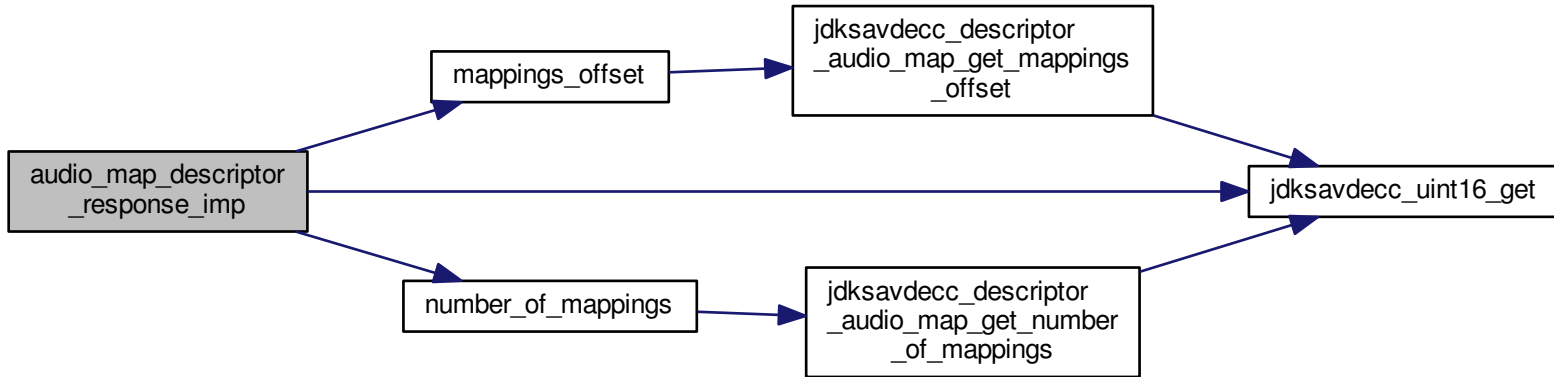 audio_map_descriptor
_response_imp
mappings_offset
jdksavdecc_descriptor
_audio_map_get_mappings
_offset
number_of_mappings
jdksavdecc_descriptor
_audio_map_get_number
_of_mappings
jdksavdecc_uint16_get